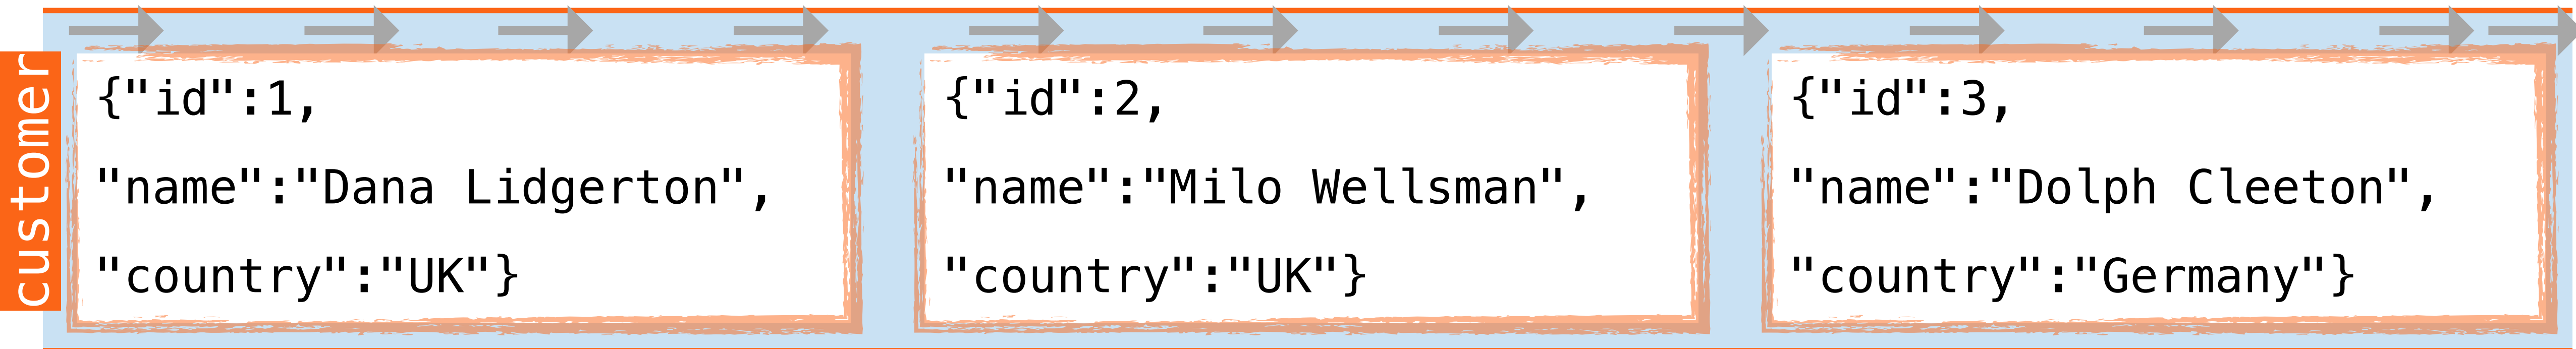 customer
{"id":1,
"name":"Dana Lidgerton",
"country":"UK"}
{"id":2,
"name":"Milo Wellsman",
"country":"UK"}
{"id":3,
"name":"Dolph Cleeton",
"country":"Germany"}